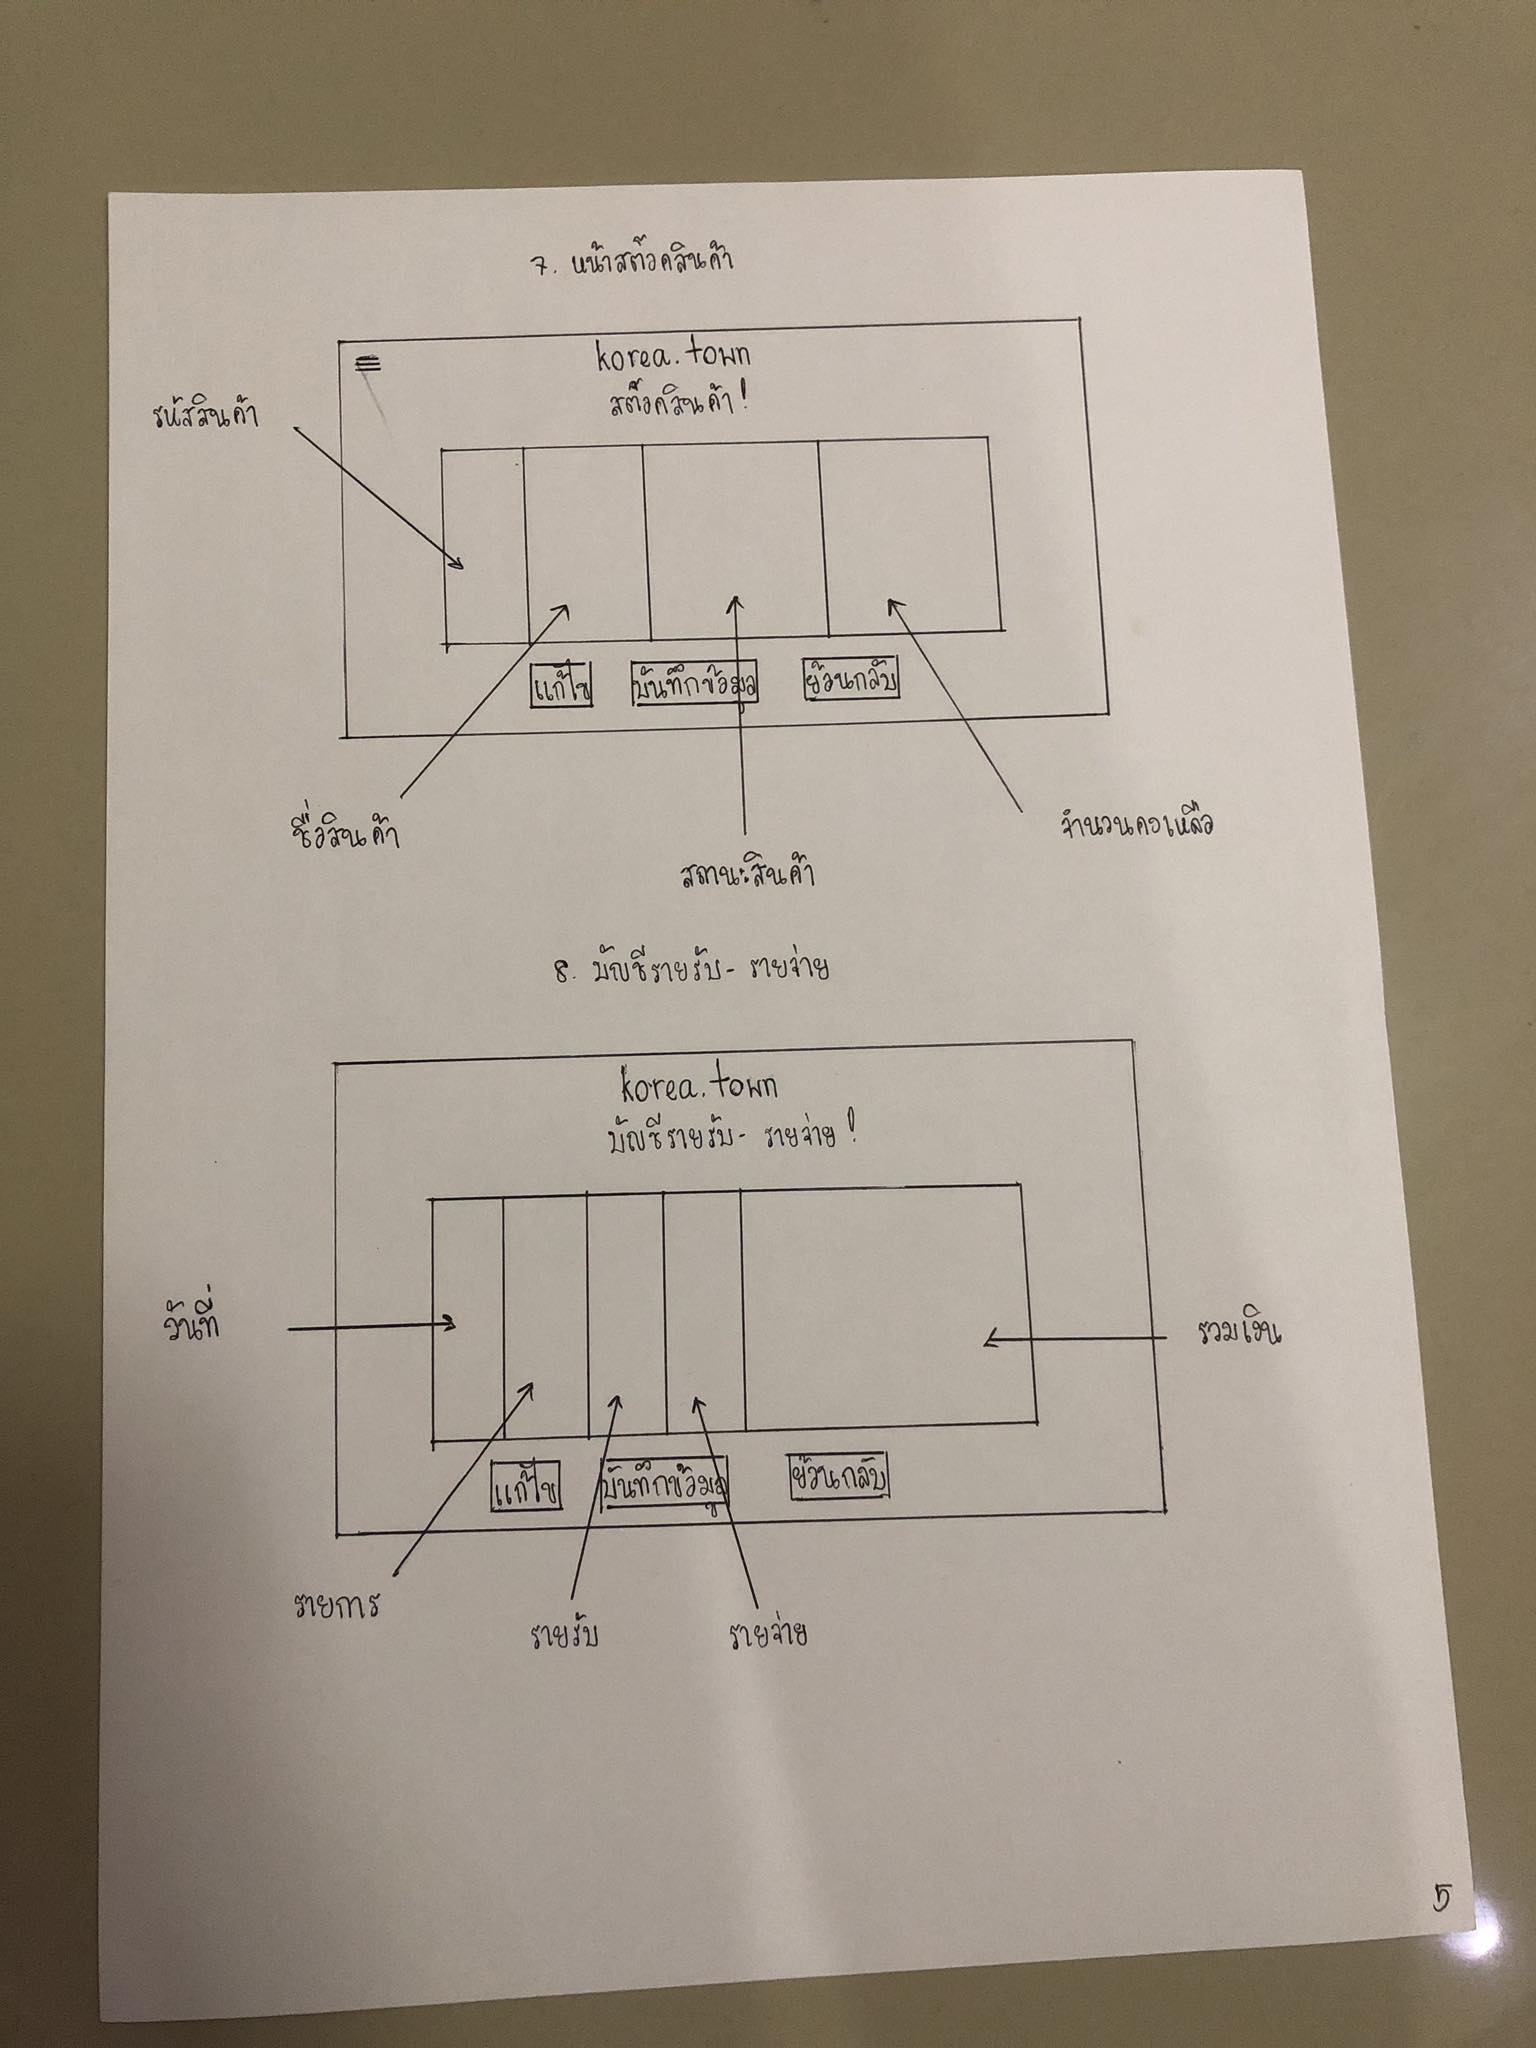 7. หน้าสต๊อคสินค้า
korea.town
สต๊อคสินค้า!
รหัสสินค้า
แก้ไข
บันทึกข้อมูล
ย้อนกลับ
ชื่อสินค้า
สถานะสินค้า
จำนวนคงเหลือ
8. บัญชีรายรับ- รายจ่าย
korea.town
บัญชีรายรับ- รายจ่าย!
วันที่
รวมเงิน
แก้ไข
บันทึกข้อมูล
ย้อนกลับ
รายการ
รายรับ
รายจ่าย
5